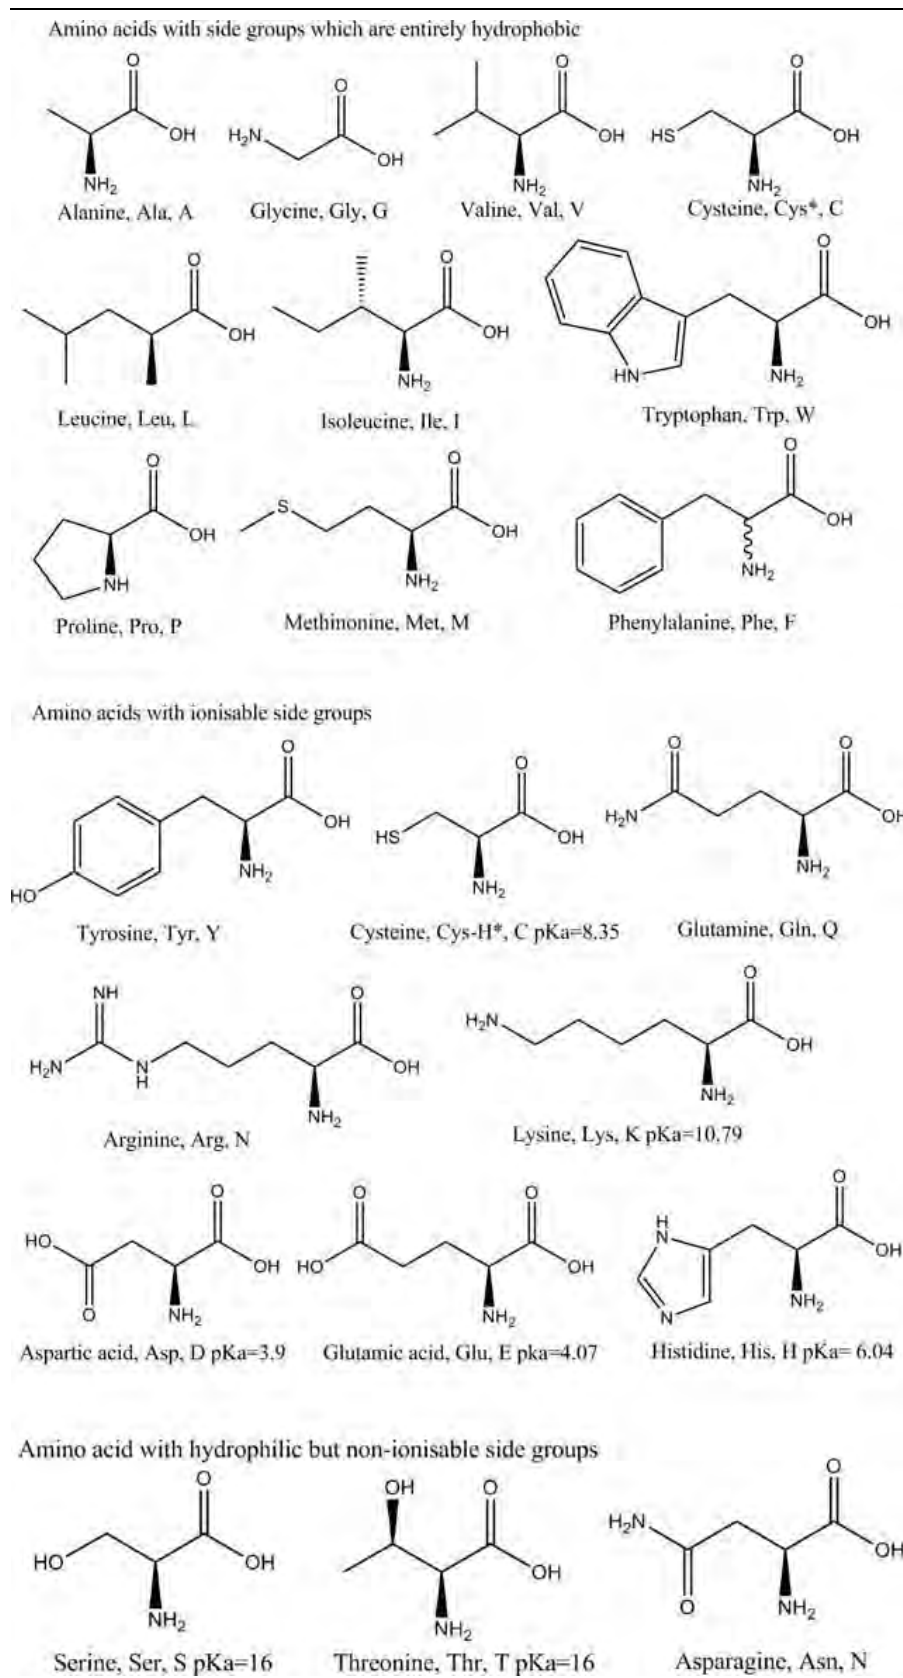 Amino acids with side groups which are entirely hydrophobic
O
OH
NH2
Alanine, Ala, A
O
H2N
OH
Glycine, Gly, G
O
OH
NH2
Valine, Val, V
O
HS
OH
NH2
Cysteine, Cys*, C
O
OH
Leucine, Leu, L
O
OH
NH2
Isoleucine, Ile, I
O
OH
HN
NH2
Tryptophan, Trp, W
O
OH
NH
Proline, Pro, P
O
S
OH
NH2
Methinonine, Met, M
O
OH
NH2
Phenylalanine, Phe, F
Amino acids with ionisable side groups
O
OH
NH2
HO
Tyrosine, Tyr, Y
O
HS
OH
NH2
Cysteine, Cys-H*, C pKa=8.35
O
O
H2N
OH
NH2
Glutamine, Gln, Q
NH
O
H2N
N
H
OH
NH2
Arginine, Arg, N
O
H2N
OH
NH2
Lysine, Lys, K pKa=10.79
O
HO
OH
O
NH2
Aspartic acid, Asp, D pKa=3.9
O
O
HO
OH
NH2
Glutamic acid, Glu, E pka=4.07
O
H
N
OH
N
NH2
Histidine, His, H pKa= 6.04
Amino acid with hydrophilic but non-ionisable side groups
O
HO
OH
NH2
Serine, Ser, S pKa=16
OH
O
OH
NH2
Threonine, Thr, T pKa=16
O
H2N
OH
O
NH2
Asparagine, Asn, N